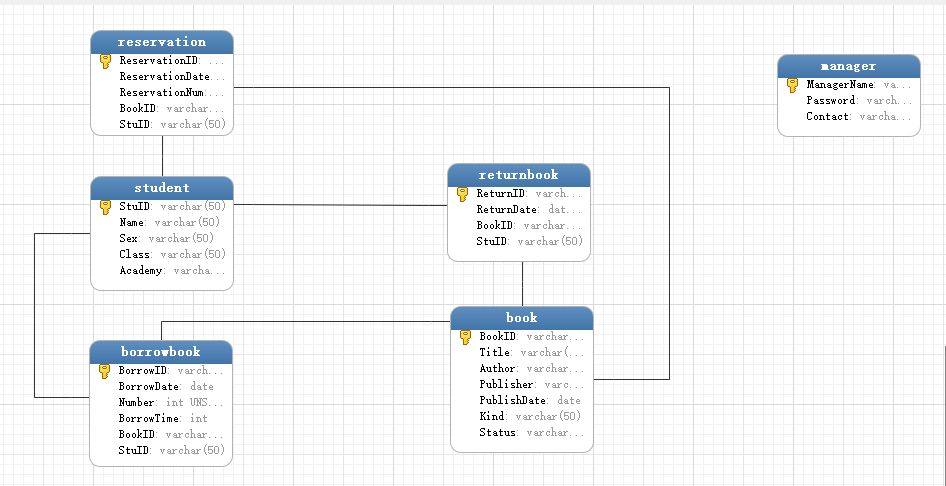 reservation
ReservationID: ...
ReservationDate...
ReservationNum:...
BookID: varchar...
StuID: varchar(50)
manager
ManagerName: va...
Password: varch...
Contact: varcha...
student
StuID: varchar(50)
Name: varchar(50)
Sex: varchar(50)
Class: varchar(50)
Academy: varcha...
returnbook
ReturnID: varch...
ReturnDate: dat...
BookID: varchar...
StuID: varchar(50)
borrowbook
BorrowID: varch...
BorrowDate: date
Number: int UNS...
BorrowTime: int
BookID: varchar...
StuID: varchar(50)
book
BookID: varchar...
Title: varchar(...
Author: varchar...
Publisher: varc...
PublishDate: date
Kind: varchar(50)
Status: varchar...